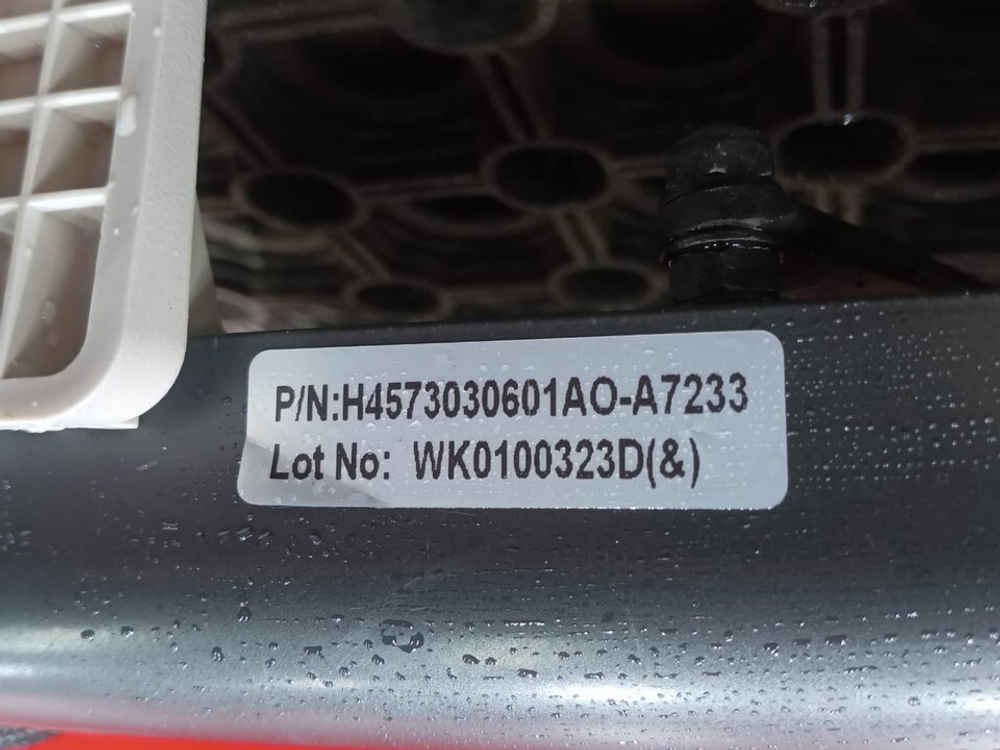 P/N:H4573030601AO-A7233
Lot No: WK0100323D(&)